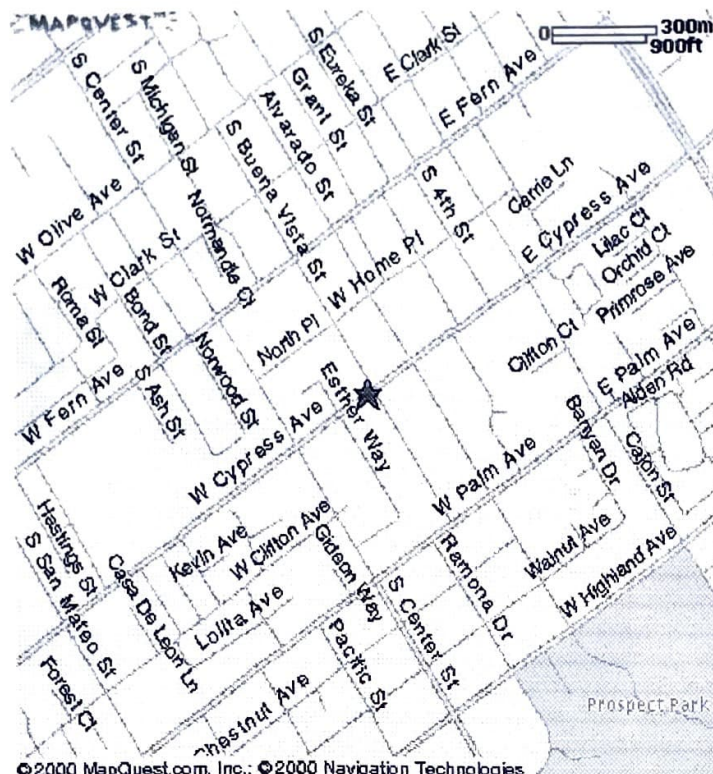 MAPQUEST
0 300m
900ft
S Center St
S Michigan St
S Eureka St
Grant St
Alvarado St
E Clark St
E Fern Ave
S Buena Vista St
W Olive Ave
W Clark St
Normandie Ct
S 4th St
Carrie Ln
E Cypress Ave
Lilac Ct
Orchid Ct
Primrose Ave
Roma St
Bond St
W Home Pl
North Pl
Norwood St
Clifton Ct
E Palm Ave
Alden Rd
W Fern Ave
S Ash St
Esther Way
W Cypress Ave
Banyan Dr
Cajon St
W Palm Ave
Hastings St
S San Mateo St
Kevin Ave
W Clifton Ave
Gideon Way
Walnut Ave
W Highland Ave
Casa De Leon Ln
Lolita Ave
Ramona Dr
S Center St
Pacific St
Forest Ct
Chestnut Ave
Prospect Park
©2000 MapQuest.com, Inc.; ©2000 Navigation Technologies